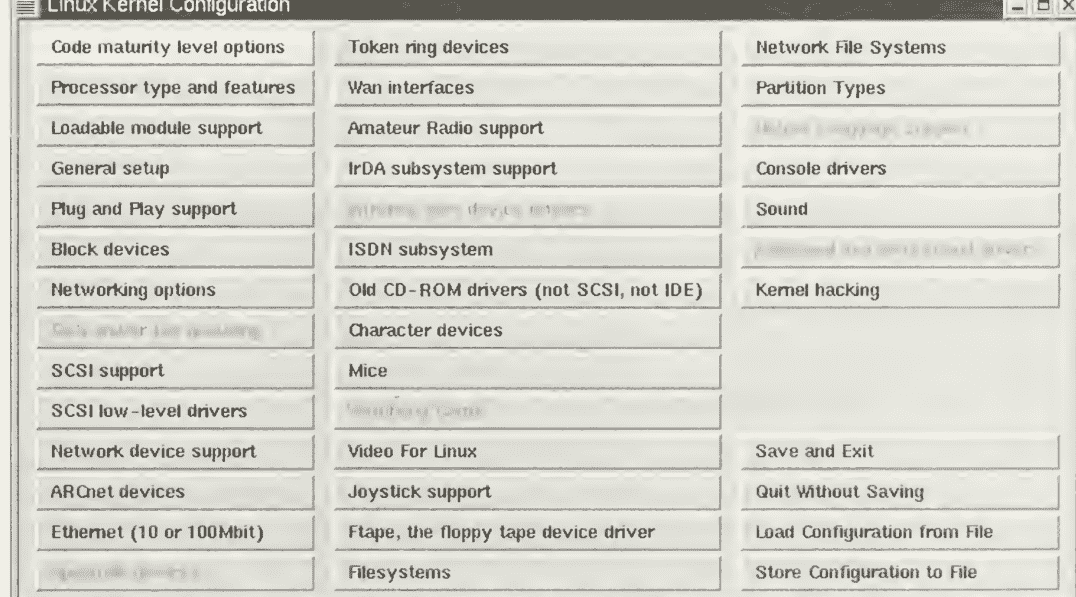 Linux Kernel Configuration
Code maturity level options
Processor type and features
Loadable module support
General setup
Plug and Play support
Block devices
Networking options
SCSI support
SCSI low-level drivers
Network device support
ARCnet devices
Ethernet (10 or 100Mbit)
Token ring devices
Wan interfaces
Amateur Radio support
IrDA subsystem support
ISDN subsystem
Old CD-ROM drivers (not SCSI, not IDE)
Character devices
Mice
Video For Linux
Joystick support
Ftape, the floppy tape device driver
Filesystems
Network File Systems
Partition Types
Console drivers
Sound
Kernel hacking
Save and Exit
Quit Without Saving
Load Configuration from File
Store Configuration to File